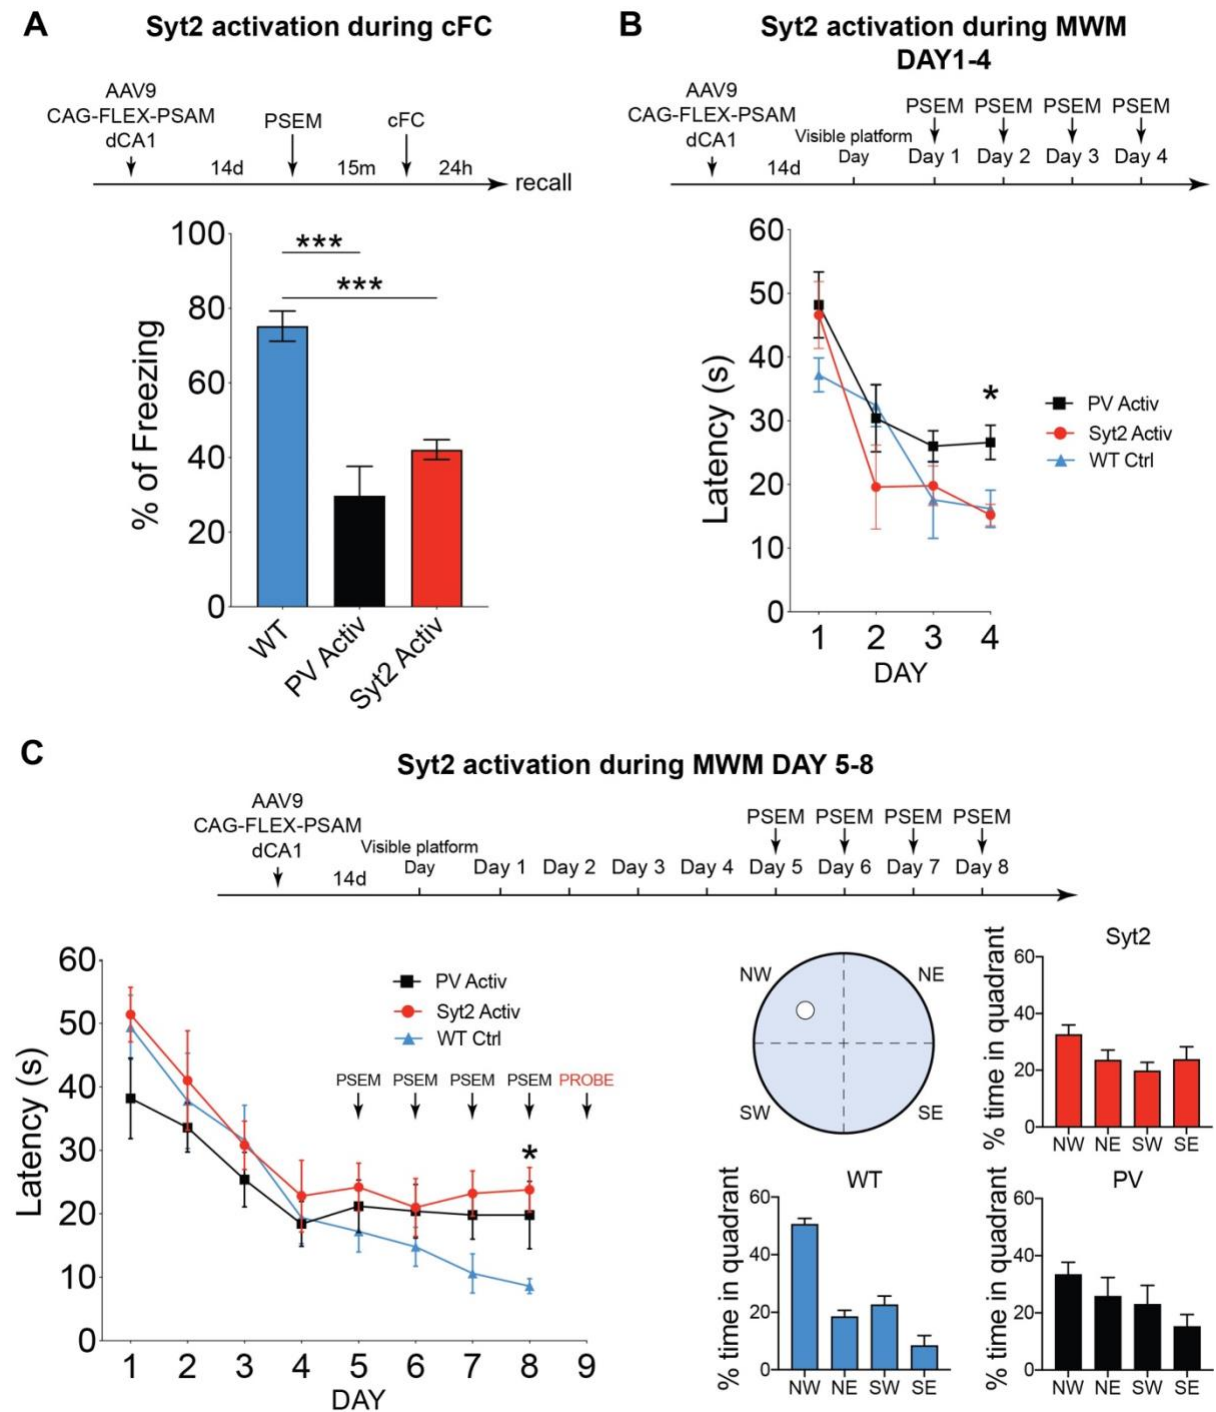 A
Syt2 activation during cFC
AAV9
CAG-FLEX-PSAM
dCA1
PSEM
cFC
14d
15m
24h
recall
100
80
60
40
20
0
% of Freezing
***
***
WT
PV Activ
Syt2 Activ
B
Syt2 activation during MWM
DAY1-4
AAV9
CAG-FLEX-PSAM
dCA1
PSEM PSEM PSEM PSEM
Visible platform
14d
Day
Day 1 Day 2 Day 3 Day 4
60
50
40
30
20
10
0
Latency (s)
*
PV Activ
Syt2 Activ
WT Ctrl
1 2 3 4
DAY
C
Syt2 activation during MWM DAY 5-8
AAV9
CAG-FLEX-PSAM
dCA1
PSEM PSEM PSEM PSEM
Visible platform
14d
Day
Day 1 Day 2 Day 3 Day 4 Day 5 Day 6 Day 7 Day 8
60
50
40
30
20
10
0
Latency (s)
PV Activ
Syt2 Activ
WT Ctrl
PSEM PSEM PSEM PSEM PROBE
*
1 2 3 4 5 6 7 8 9
DAY
NW
NE
SW
SE
Syt2
60
40
20
0
% time in quadrant
NW NE SW SE
WT
60
40
20
0
% time in quadrant
NW NE SW SE
PV
60
40
20
0
% time in quadrant
NW NE SW SE